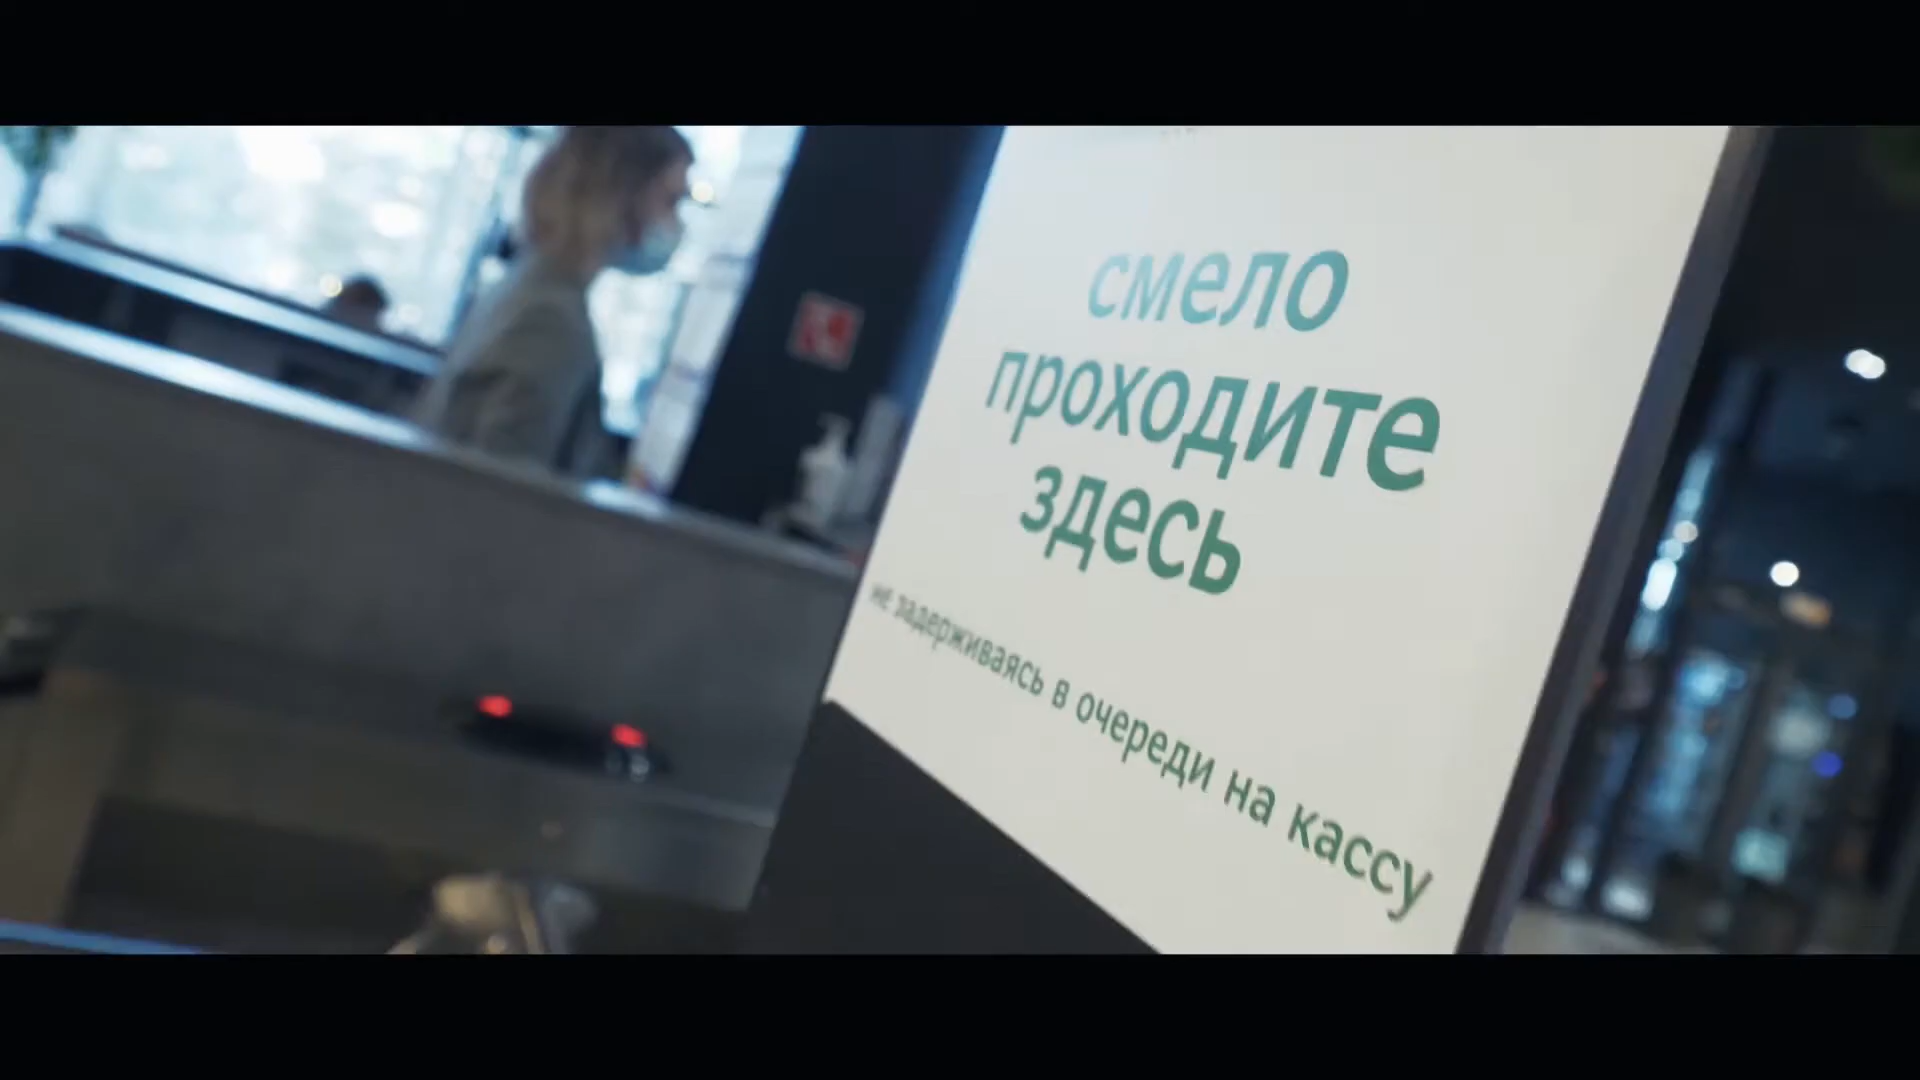 смело
проходите
здесь
не задерживаясь в очереди на кассу